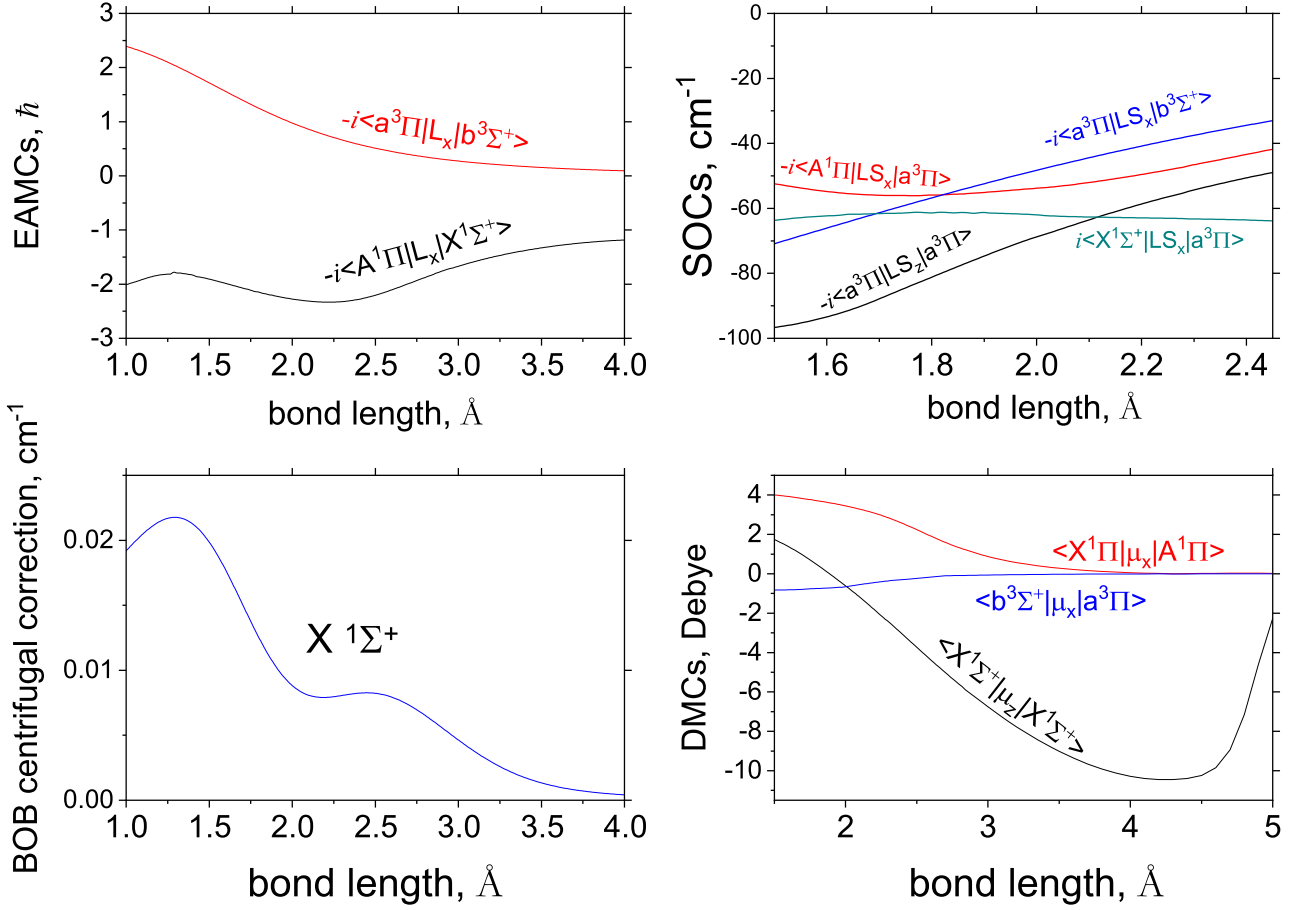 EAMCs, ħ
3
2
1
0
-1
-2
-3
-i<a³Π|Lₓ|b³Σ⁺>
-i<A¹Π|Lₓ|X¹Σ⁺>
1.0 1.5 2.0 2.5 3.0 3.5 4.0
bond length, Å
SOCs, cm⁻¹
0
-20
-40
-60
-80
-100
-i<a³Π|LSₓ|b³Σ⁺>
-i<A¹Π|LSₓ|a³Π>
i<X¹Σ⁺|LSₓ|a³Π>
-i<a³Π|LS_z|a³Π>
1.6 1.8 2.0 2.2 2.4
bond length, Å
BOB centrifugal correction, cm⁻¹
0.02
0.01
0.00
X ¹Σ⁺
1.0 1.5 2.0 2.5 3.0 3.5 4.0
bond length, Å
DMCs, Debye
4
2
0
-2
-4
-6
-8
-10
<X¹Π|μₓ|A¹Π>
<b³Σ⁺|μₓ|a³Π>
<X¹Σ⁺|μ_z|X¹Σ⁺>
2 3 4 5
bond length, Å